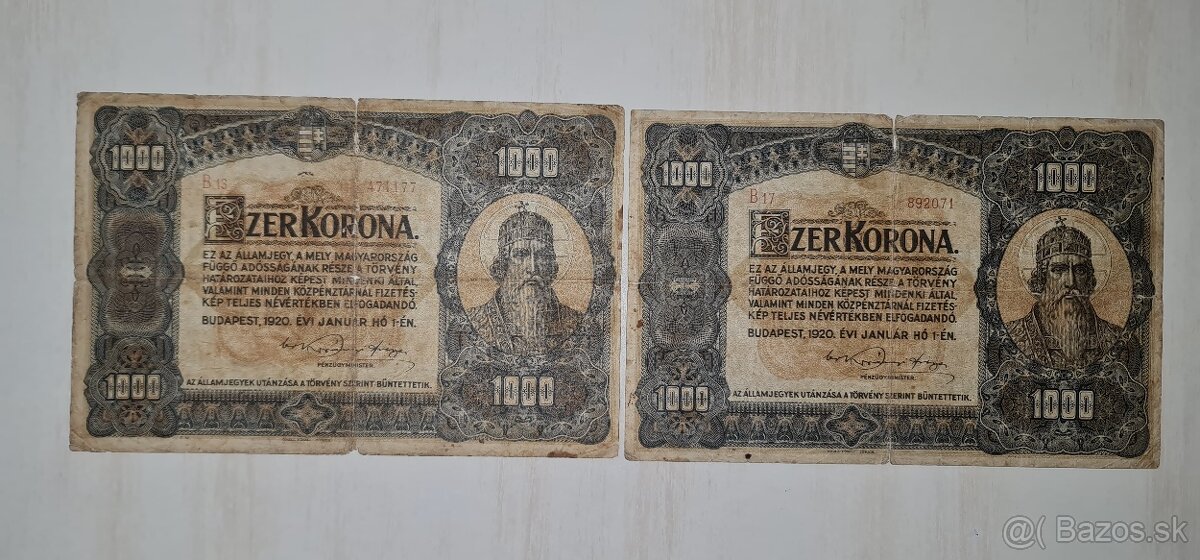 1000 1000
B 13 471177
EZERKORONA.
EZ AZ ÁLLAMJEGY, A MELY MAGYARORSZÁG
FÜGGŐ ADÓSSÁGÁNAK RÉSZE A TÖRVÉNY
HATÁROZATAIHOZ KÉPEST MINDENKI ÁLTAL,
VALAMINT MINDEN KÖZPÉNZTÁRNÁL FIZETÉS-
KÉP TELJES NÉVÉRTÉKBEN ELFOGADANDÓ.
BUDAPEST, 1920. ÉVI JANUÁR HÓ 1-ÉN.
PÉNZÜGYMINISTER.
1000 1000
AZ ÁLLAMJEGYEK UTÁNZÁSA A TÖRVÉNY SZERINT BÜNTETTETIK.
1000 1000
B 17 892071
EZERKORONA.
EZ AZ ÁLLAMJEGY, A MELY MAGYARORSZÁG
FÜGGŐ ADÓSSÁGÁNAK RÉSZE A TÖRVÉNY
HATÁROZATAIHOZ KÉPEST MINDENKI ÁLTAL,
VALAMINT MINDEN KÖZPÉNZTÁRNÁL FIZETÉS-
KÉP TELJES NÉVÉRTÉKBEN ELFOGADANDÓ.
BUDAPEST, 1920. ÉVI JANUÁR HÓ 1-ÉN.
PÉNZÜGYMINISTER.
1000 1000
AZ ÁLLAMJEGYEK UTÁNZÁSA A TÖRVÉNY SZERINT BÜNTETTETIK.
@( Bazos.sk